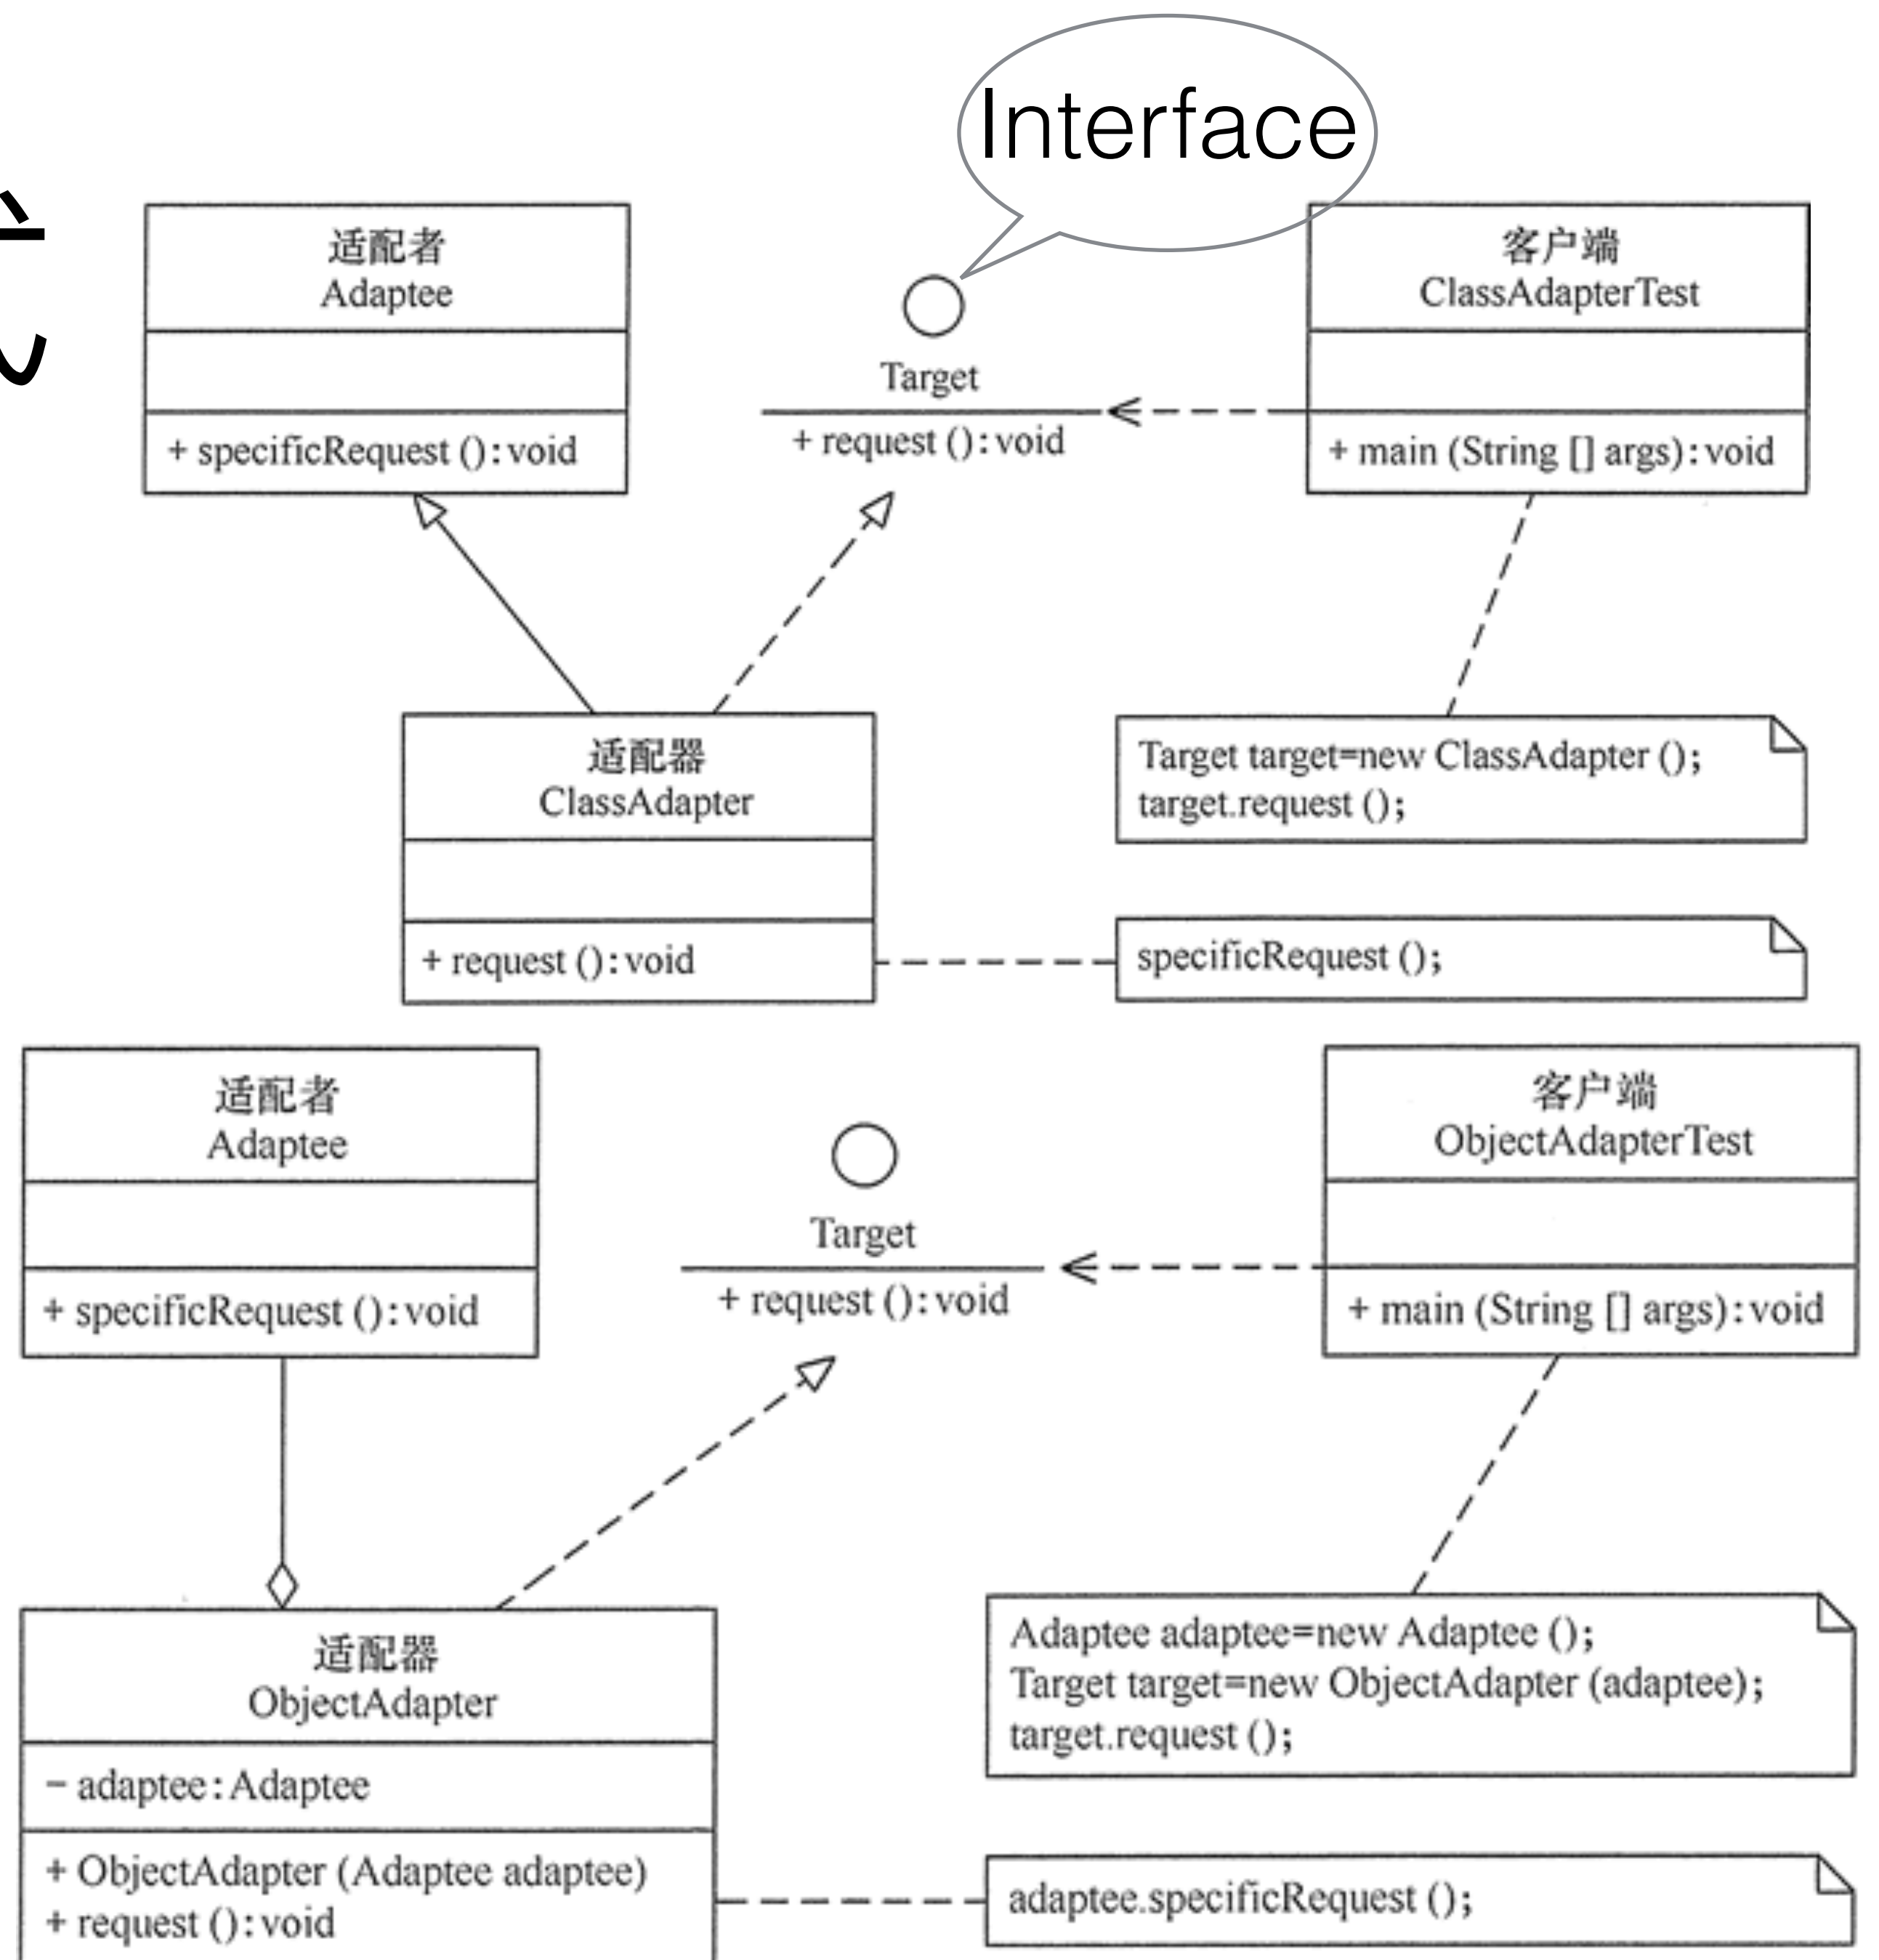 Interface
适配者
Adaptee
+ specificRequest ():void
Target
+ request ():void
客户端
ClassAdapterTest
+ main (String [] args):void
适配器
ClassAdapter
+ request ():void
Target target=new ClassAdapter ();
target.request ();
specificRequest ();
适配者
Adaptee
+ specificRequest ():void
Target
+ request ():void
客户端
ObjectAdapterTest
+ main (String [] args):void
适配器
ObjectAdapter
− adaptee:Adaptee
+ ObjectAdapter (Adaptee adaptee)
+ request ():void
Adaptee adaptee=new Adaptee ();
Target target=new ObjectAdapter (adaptee);
target.request ();
adaptee.specificRequest ();